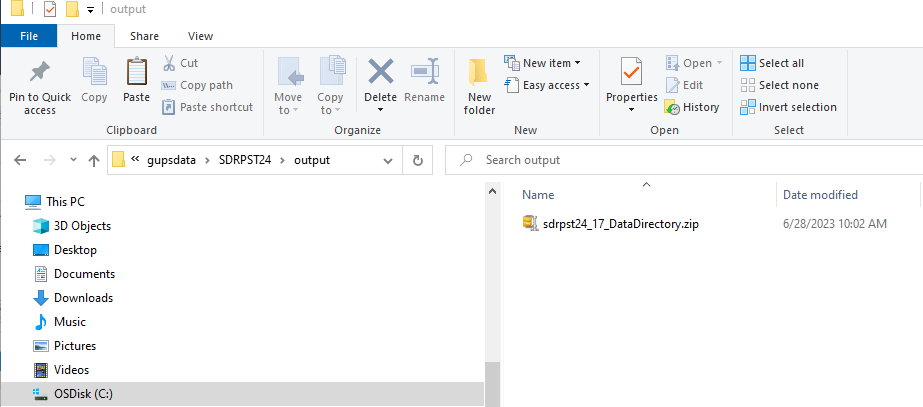 output
File Home Share View
Pin to Quick access
Copy
Paste
Cut
Copy path
Paste shortcut
Clipboard
Move to
Copy to
Delete
Rename
Organize
New folder
New item
Easy access
New
Properties
Open
Edit
History
Open
Select all
Select none
Invert selection
Select
« gupsdata > SDRPST24 > output
Search output
This PC
3D Objects
Desktop
Documents
Downloads
Music
Pictures
Videos
OSDisk (C:)
Name Date modified
sdrpst24_17_DataDirectory.zip 6/28/2023 10:02 AM